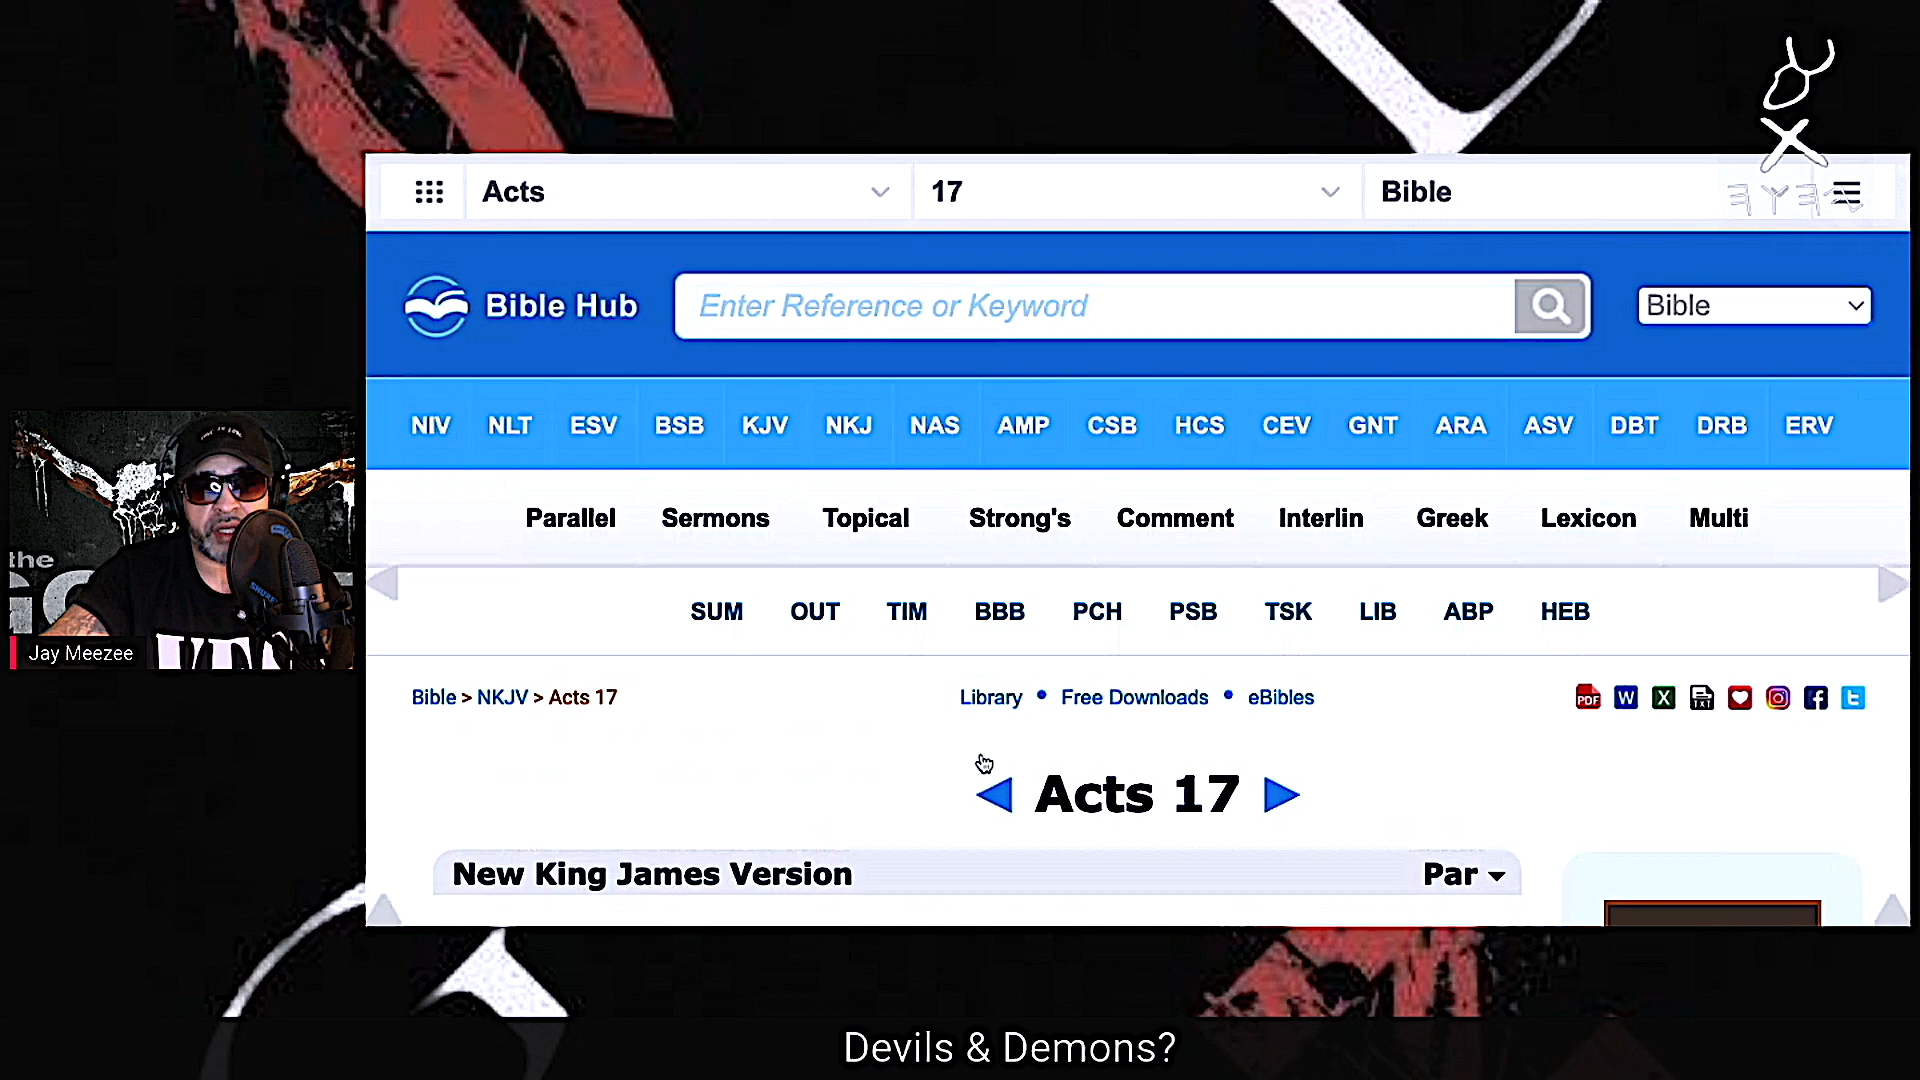 Acts 17 Bible
Bible Hub Enter Reference or Keyword Bible
NIV NLT ESV BSB KJV NKJ NAS AMP CSB HCS CEV GNT ARA ASV DBT DRB ERV
Parallel Sermons Topical Strong's Comment Interlin Greek Lexicon Multi
SUM OUT TIM BBB PCH PSB TSK LIB ABP HEB
Bible > NKJV > Acts 17 Library • Free Downloads • eBibles PDF W X TXT
Acts 17
New King James Version Par
the
SHURE
Jay Meezee
Devils & Demons?